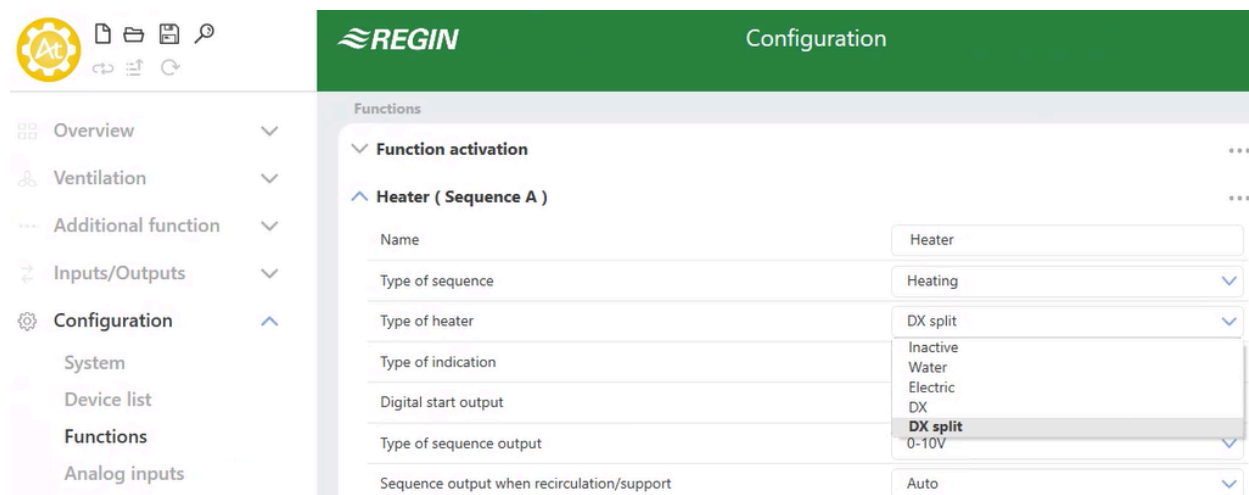 At
REGIN
Configuration
Overview
Ventilation
Additional function
Inputs/Outputs
Configuration
System
Device list
Functions
Analog inputs
Functions
Function activation
Heater ( Sequence A )
Name Heater
Type of sequence Heating
Type of heater DX split
Inactive
Water
Electric
DX
DX split
Type of indication
Digital start output
Type of sequence output 0-10V
Sequence output when recirculation/support Auto